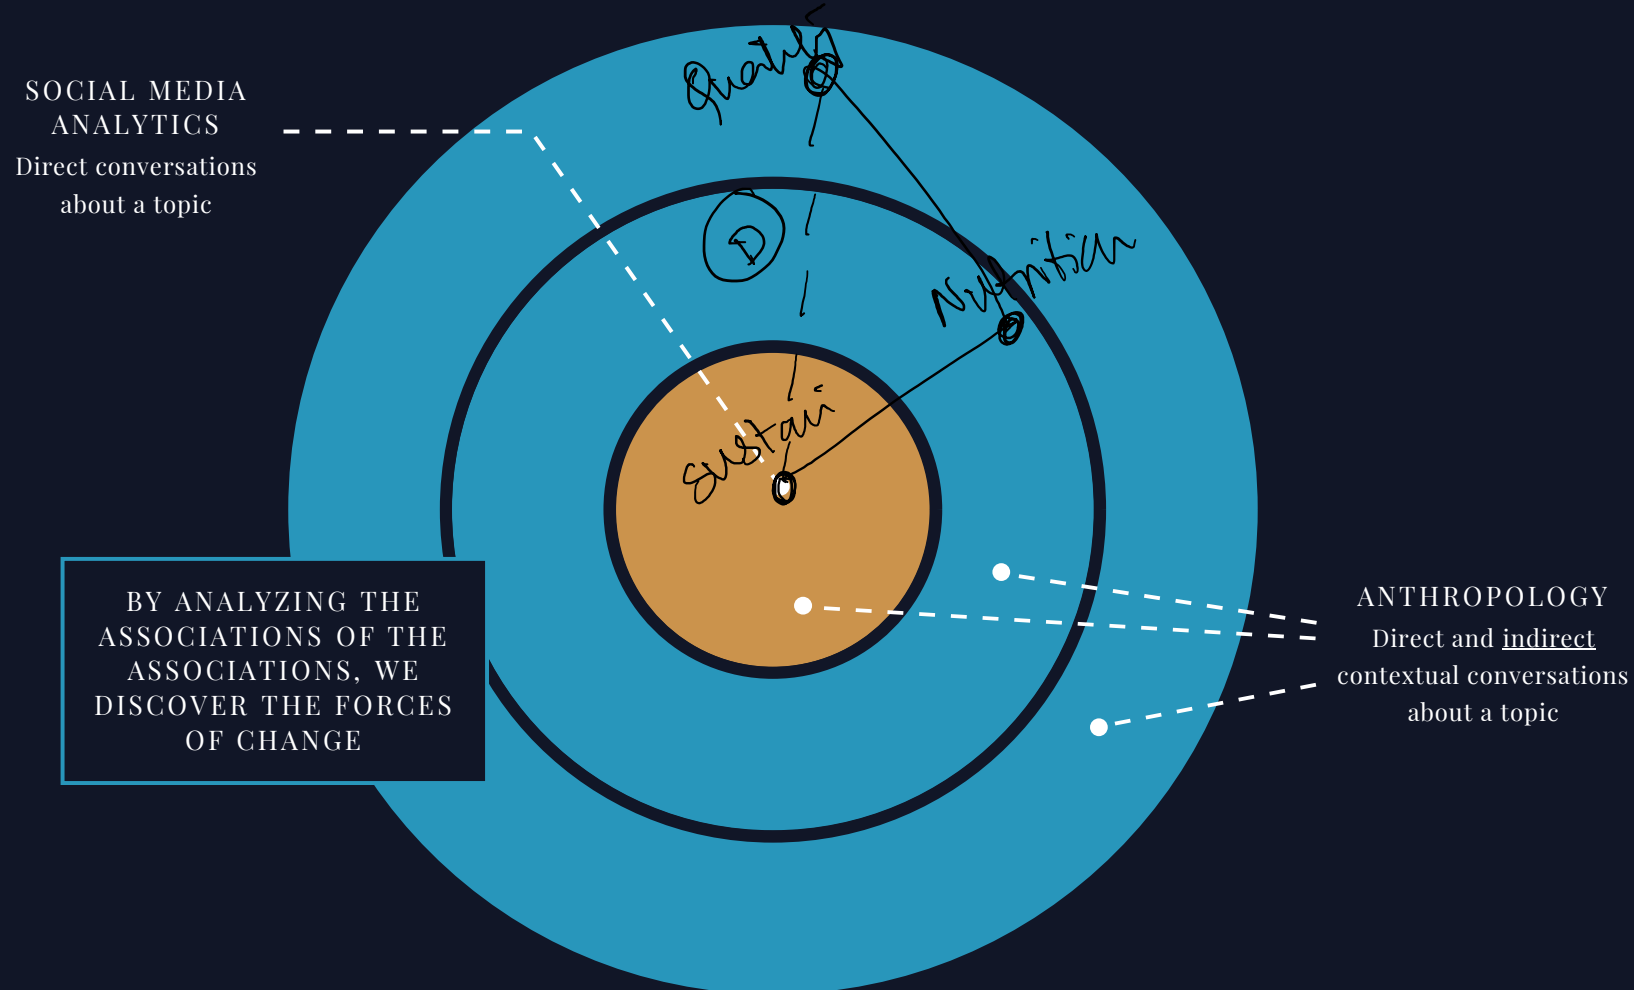 Quality
SOCIAL MEDIA
ANALYTICS
Direct conversations
about a topic
D
Nutrition
sustain
BY ANALYZING THE
ASSOCIATIONS OF THE
ASSOCIATIONS, WE
DISCOVER THE FORCES
OF CHANGE
ANTHROPOLOGY
Direct and indirect
contextual conversations
about a topic